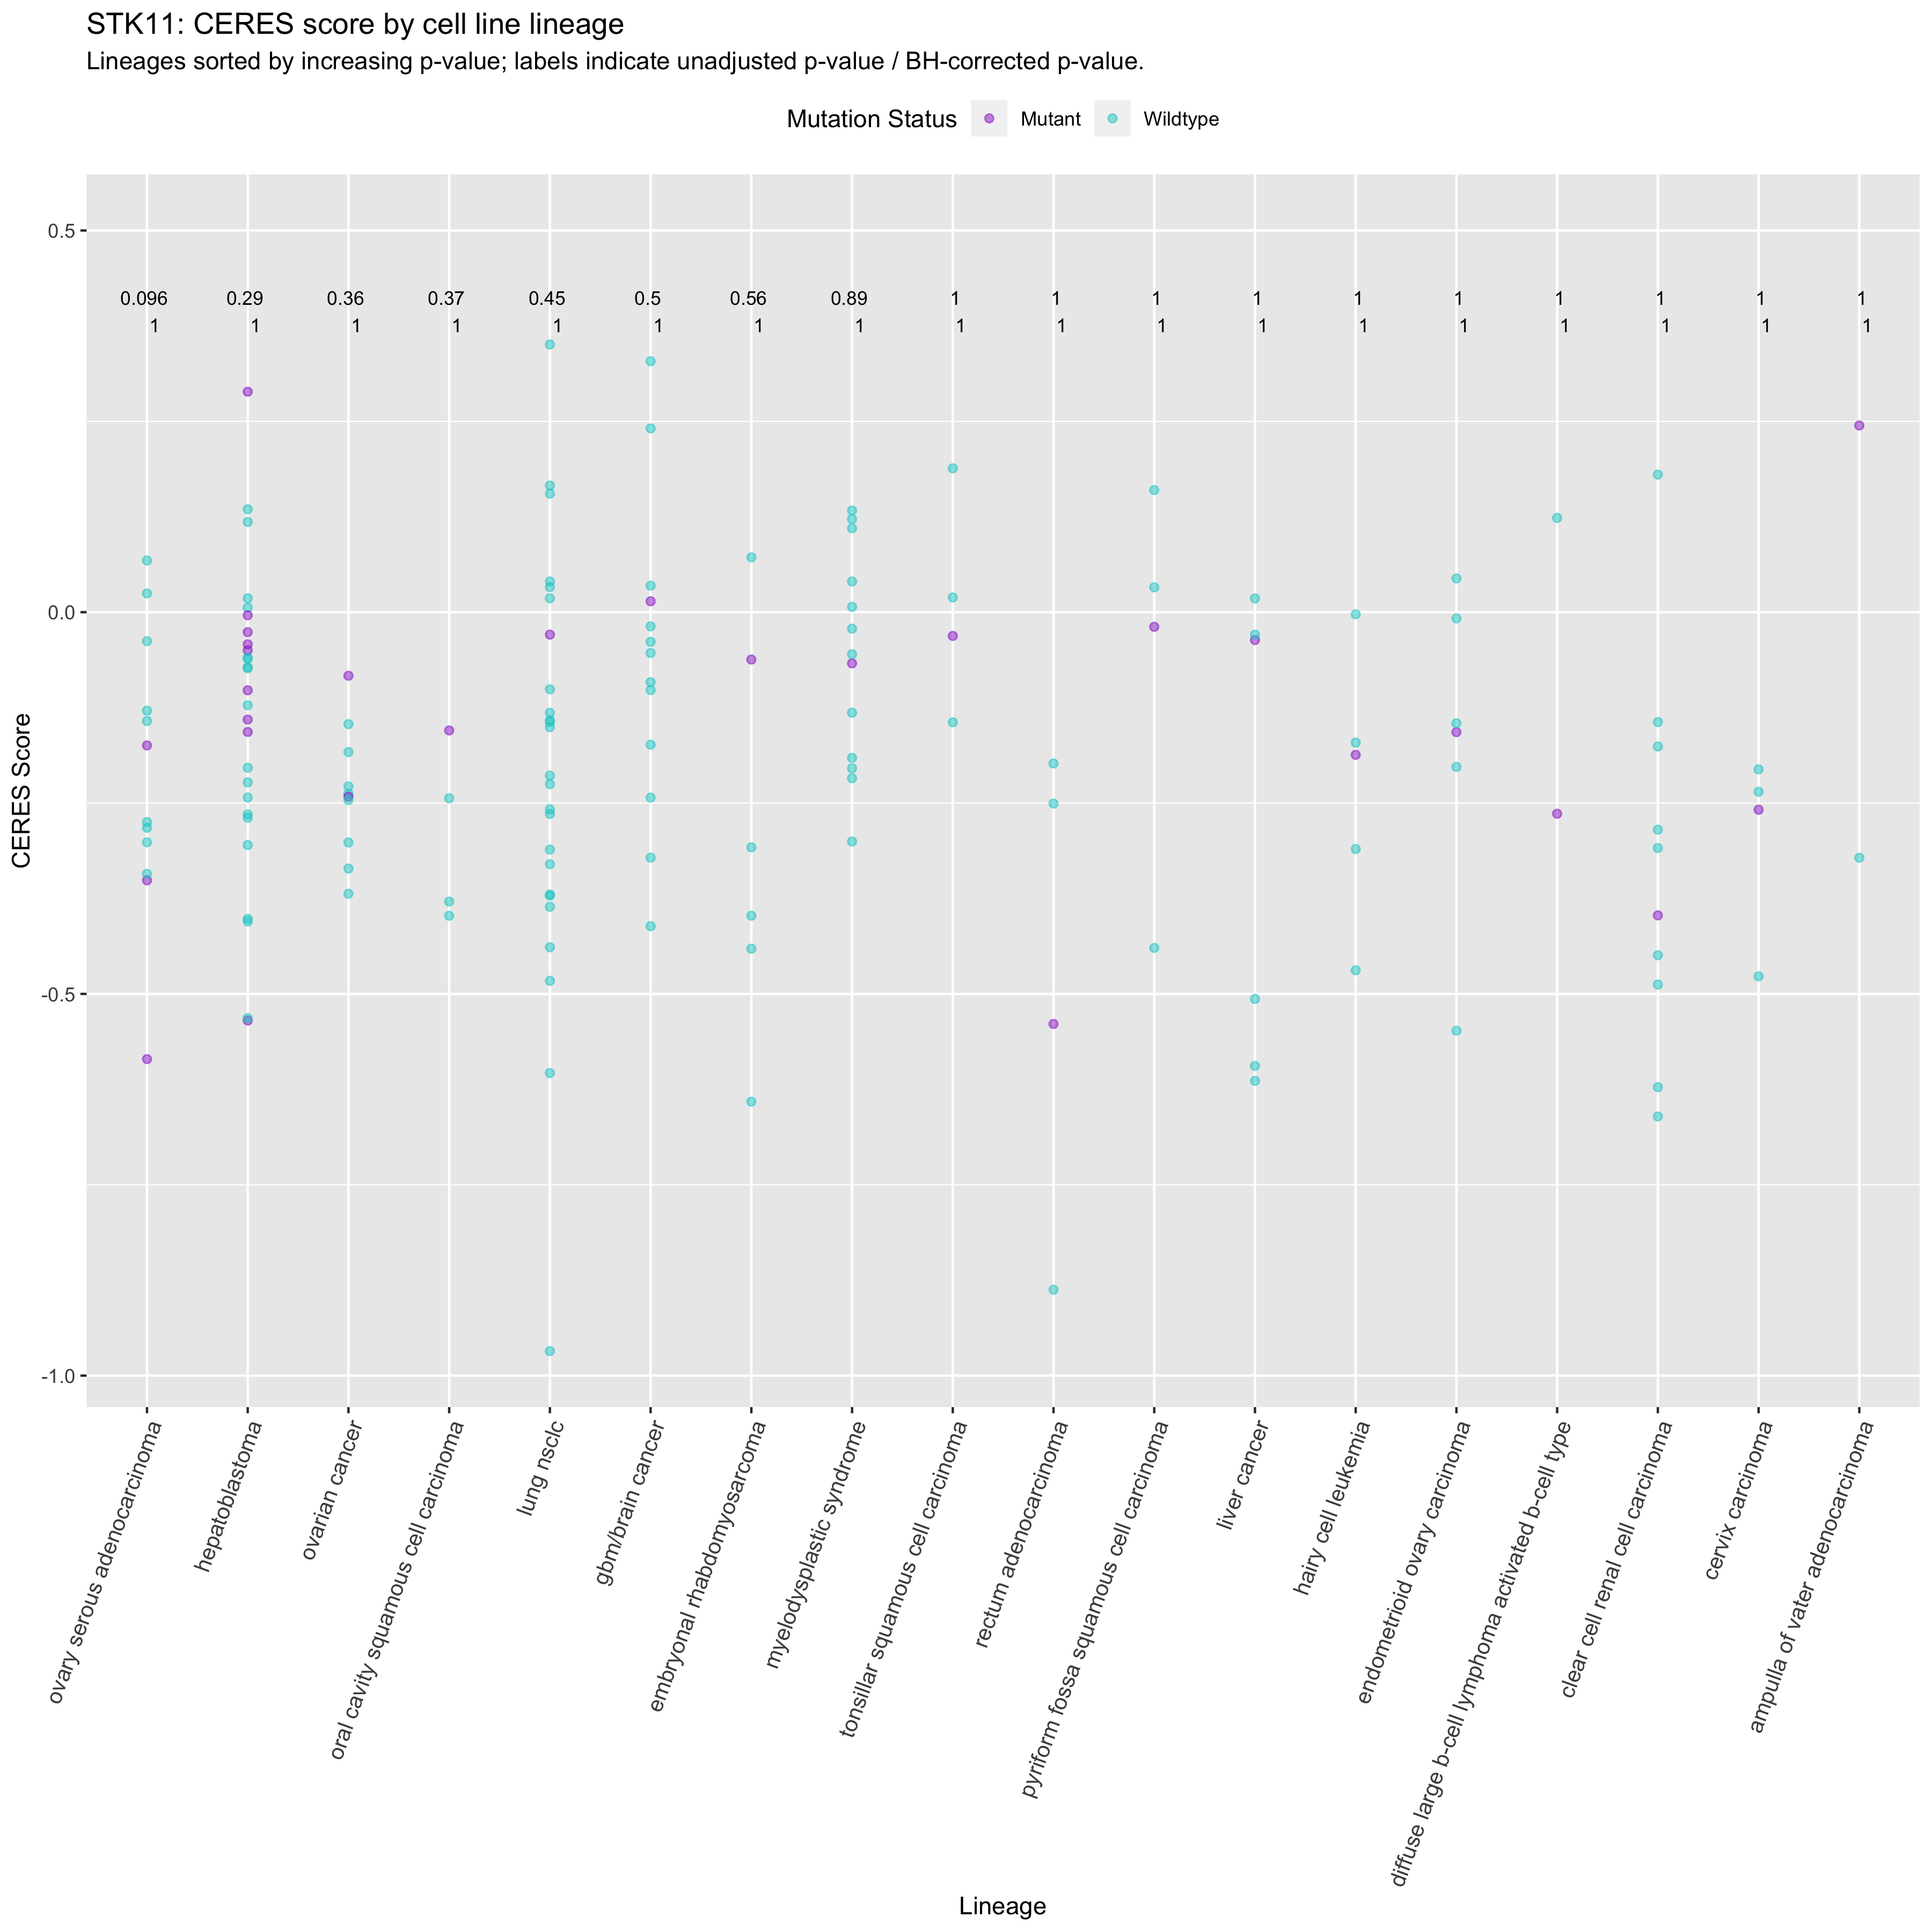 STK11: CERES score by cell line lineage
Lineages sorted by increasing p-value; labels indicate unadjusted p-value / BH-corrected p-value.
Mutation Status Mutant Wildtype
0.5
0.096 0.29 0.36 0.37 0.45 0.5 0.56 0.89 1 1 1 1 1 1 1 1 1 1
1 1 1 1 1 1 1 1 1 1 1 1 1 1 1 1 1 1
0.0
CERES Score
-0.5
-1.0
ovary serous adenocarcinoma
hepatoblastoma
ovarian cancer
oral cavity squamous cell carcinoma
lung nsclc
gbm/brain cancer
embryonal rhabdomyosarcoma
myelodysplastic syndrome
tonsillar squamous cell carcinoma
rectum adenocarcinoma
pyriform fossa squamous cell carcinoma
liver cancer
hairy cell leukemia
endometrioid ovary carcinoma
diffuse large b-cell lymphoma activated b-cell type
clear cell renal cell carcinoma
cervix carcinoma
ampulla of vater adenocarcinoma
Lineage